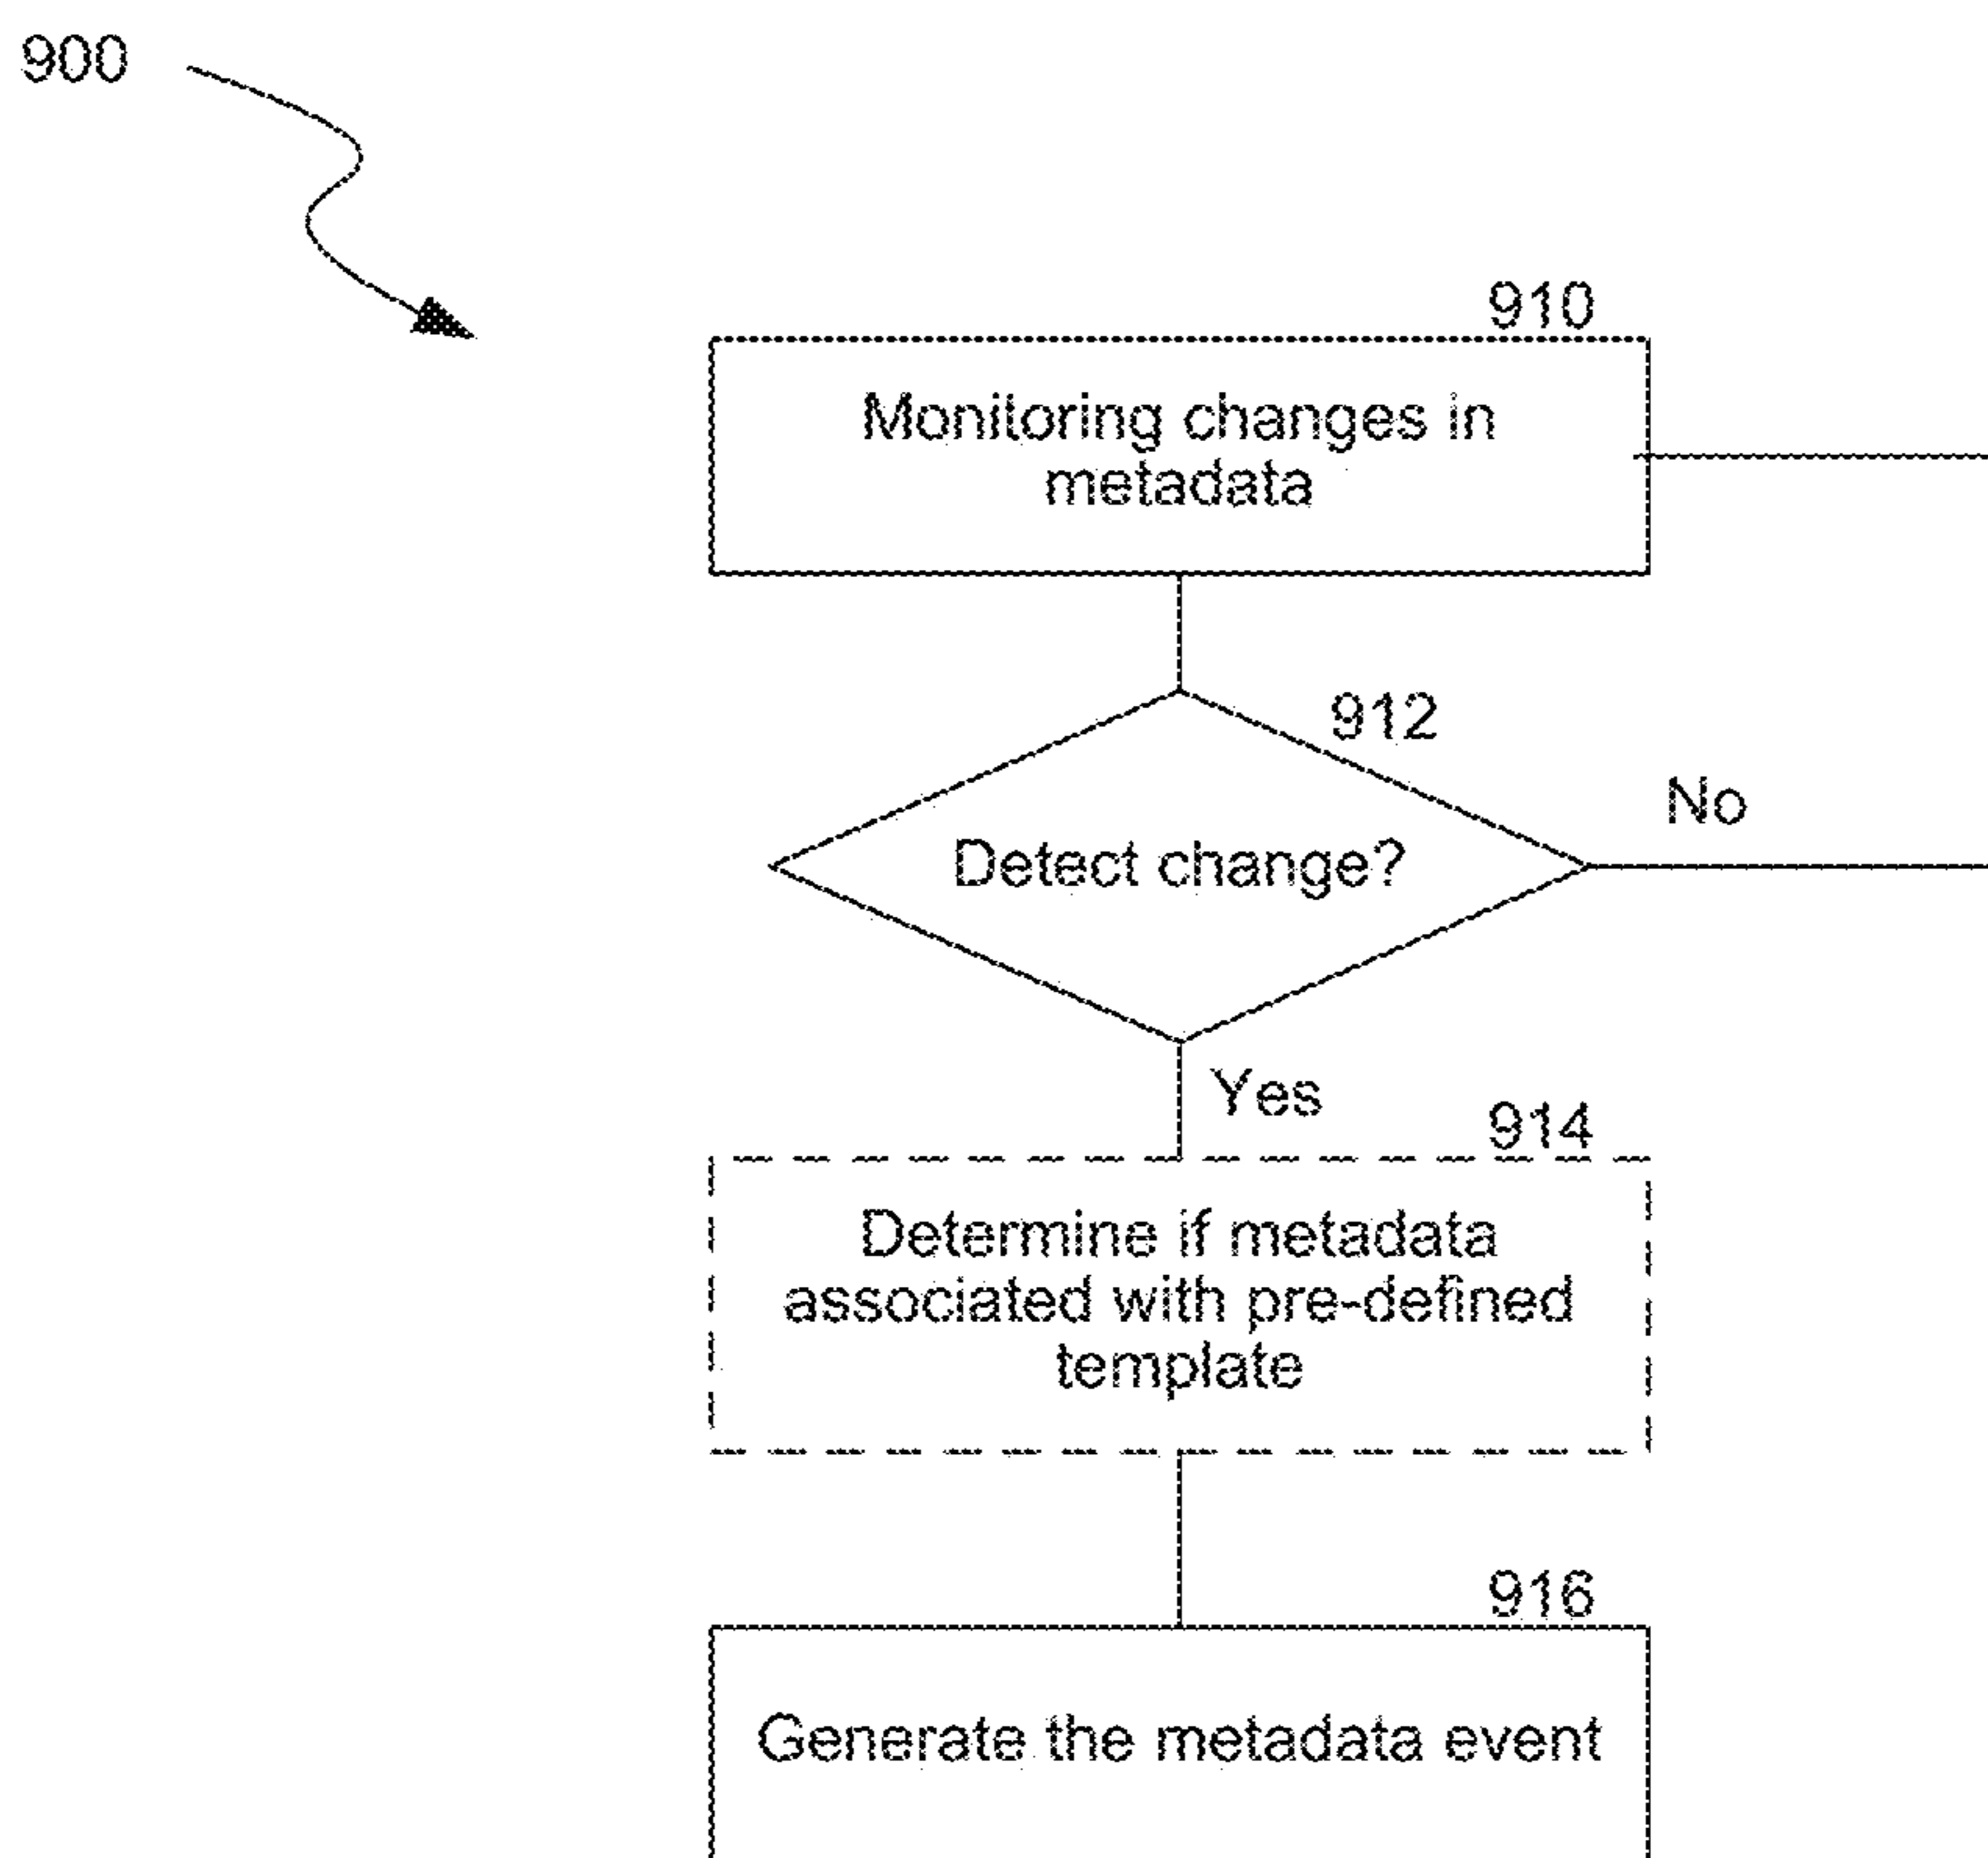 900
910
Monitoring changes in
metadata
912
Detect change?
No
Yes
914
Determine if metadata
associated with pre-defined
template
916
Generate the metadata event